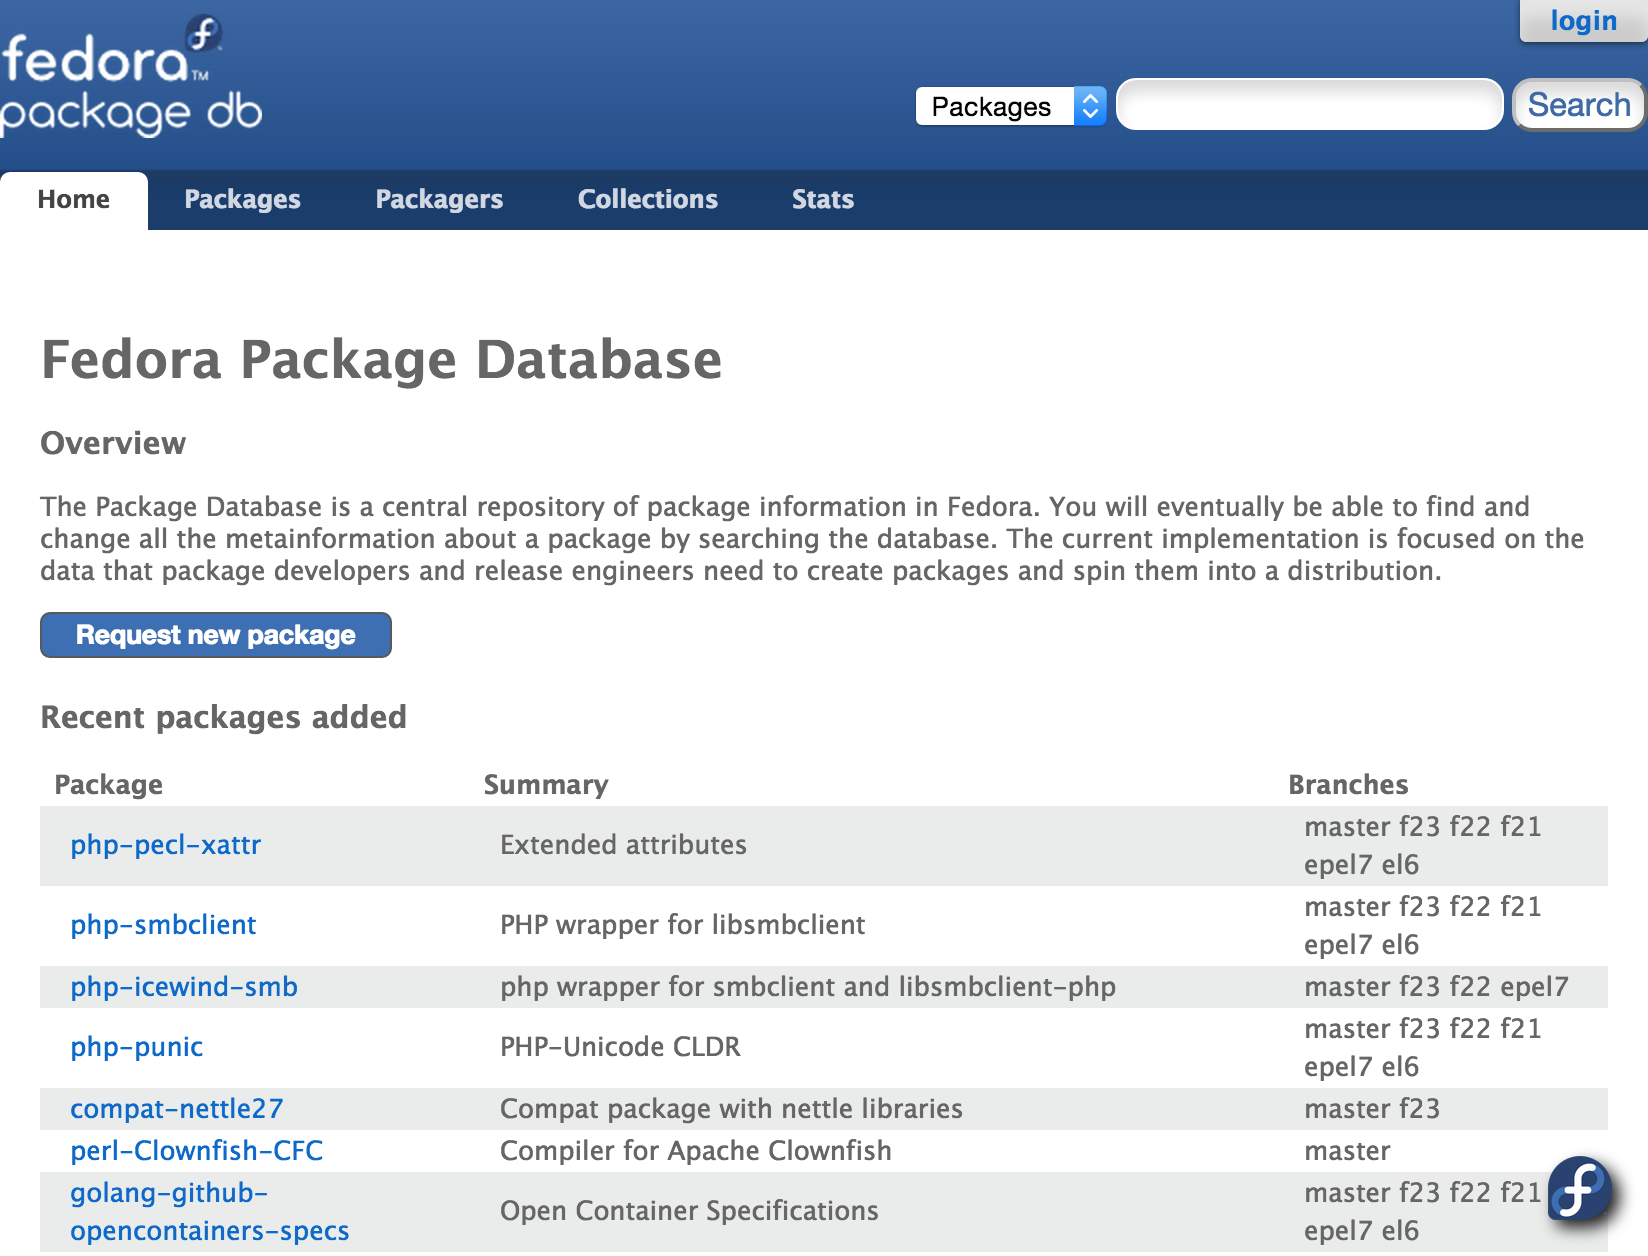 login
fedora™
package db
Packages
Search
Home Packages Packagers Collections Stats
Fedora Package Database
Overview
The Package Database is a central repository of package information in Fedora. You will eventually be able to find and
change all the metainformation about a package by searching the database. The current implementation is focused on the
data that package developers and release engineers need to create packages and spin them into a distribution.
Request new package
Recent packages added
Package Summary Branches
php-pecl-xattr Extended attributes master f23 f22 f21
epel7 el6
php-smbclient PHP wrapper for libsmbclient master f23 f22 f21
epel7 el6
php-icewind-smb php wrapper for smbclient and libsmbclient-php master f23 f22 epel7
php-punic PHP-Unicode CLDR master f23 f22 f21
epel7 el6
compat-nettle27 Compat package with nettle libraries master f23
perl-Clownfish-CFC Compiler for Apache Clownfish master
golang-github-
opencontainers-specs Open Container Specifications master f23 f22 f21
epel7 el6